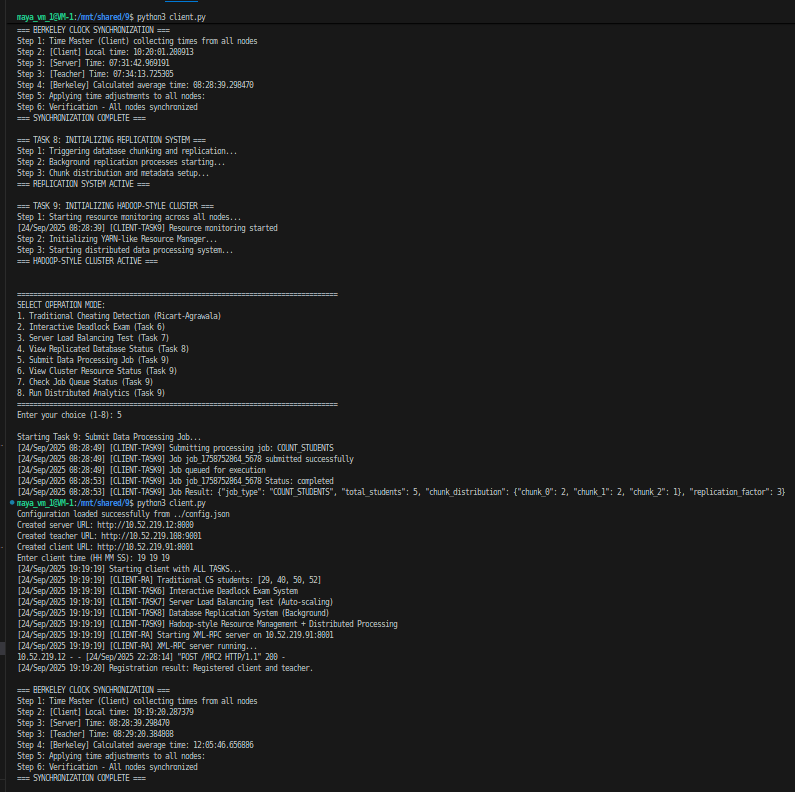 maya_vm_1@VM-1:/mnt/shared/9$ python3 client.py
=== BERKELEY CLOCK SYNCHRONIZATION ===
Step 1: Time Master (Client) collecting times from all nodes
Step 2: [Client] Local time: 10:20:01.200913
Step 3: [Server] Time: 07:31:42.969191
Step 3: [Teacher] Time: 07:34:13.725305
Step 4: [Berkeley] Calculated average time: 08:28:39.298470
Step 5: Applying time adjustments to all nodes:
Step 6: Verification - All nodes synchronized
=== SYNCHRONIZATION COMPLETE ===

=== TASK 8: INITIALIZING REPLICATION SYSTEM ===
Step 1: Triggering database chunking and replication...
Step 2: Background replication processes starting...
Step 3: Chunk distribution and metadata setup...
=== REPLICATION SYSTEM ACTIVE ===

=== TASK 9: INITIALIZING HADOOP-STYLE CLUSTER ===
Step 1: Starting resource monitoring across all nodes...
[24/Sep/2025 08:28:39] [CLIENT-TASK9] Resource monitoring started
Step 2: Initializing YARN-like Resource Manager...
Step 3: Starting distributed data processing system...
=== HADOOP-STYLE CLUSTER ACTIVE ===

================================================================================
SELECT OPERATION MODE:
1. Traditional Cheating Detection (Ricart-Agrawala)
2. Interactive Deadlock Exam (Task 6)
3. Server Load Balancing Test (Task 7)
4. View Replicated Database Status (Task 8)
5. Submit Data Processing Job (Task 9)
6. View Cluster Resource Status (Task 9)
7. Check Job Queue Status (Task 9)
8. Run Distributed Analytics (Task 9)
================================================================================
Enter your choice (1-8): 5

Starting Task 9: Submit Data Processing Job...
[24/Sep/2025 08:28:49] [CLIENT-TASK9] Submitting processing job: COUNT_STUDENTS
[24/Sep/2025 08:28:49] [CLIENT-TASK9] Job job_1758752864_5678 submitted successfully
[24/Sep/2025 08:28:49] [CLIENT-TASK9] Job queued for execution
[24/Sep/2025 08:28:53] [CLIENT-TASK9] Job job_1758752864_5678 Status: completed
[24/Sep/2025 08:28:53] [CLIENT-TASK9] Job Result: {"job_type": "COUNT_STUDENTS", "total_students": 5, "chunk_distribution": {"chunk_0": 2, "chunk_1": 2, "chunk_2": 1}, "replication_factor": 3}
maya_vm_1@VM-1:/mnt/shared/9$ python3 client.py
Configuration loaded successfully from ../config.json
Created server URL: http://10.52.219.12:8000
Created teacher URL: http://10.52.219.108:9001
Created client URL: http://10.52.219.91:8001
Enter client time (HH MM SS): 19 19 19
[24/Sep/2025 19:19:19] Starting client with ALL TASKS...
[24/Sep/2025 19:19:19] [CLIENT-RA] Traditional CS students: [29, 40, 50, 52]
[24/Sep/2025 19:19:19] [CLIENT-TASK6] Interactive Deadlock Exam System
[24/Sep/2025 19:19:19] [CLIENT-TASK7] Server Load Balancing Test (Auto-scaling)
[24/Sep/2025 19:19:19] [CLIENT-TASK8] Database Replication System (Background)
[24/Sep/2025 19:19:19] [CLIENT-TASK9] Hadoop-style Resource Management + Distributed Processing
[24/Sep/2025 19:19:19] [CLIENT-RA] Starting XML-RPC server on 10.52.219.91:8001
[24/Sep/2025 19:19:19] [CLIENT-RA] XML-RPC server running...
10.52.219.12 - - [24/Sep/2025 22:28:14] "POST /RPC2 HTTP/1.1" 200 -
[24/Sep/2025 19:19:20] Registration result: Registered client and teacher.

=== BERKELEY CLOCK SYNCHRONIZATION ===
Step 1: Time Master (Client) collecting times from all nodes
Step 2: [Client] Local time: 19:19:20.287379
Step 3: [Server] Time: 08:28:39.298470
Step 3: [Teacher] Time: 08:29:20.384808
Step 4: [Berkeley] Calculated average time: 12:05:46.656886
Step 5: Applying time adjustments to all nodes:
Step 6: Verification - All nodes synchronized
=== SYNCHRONIZATION COMPLETE ===